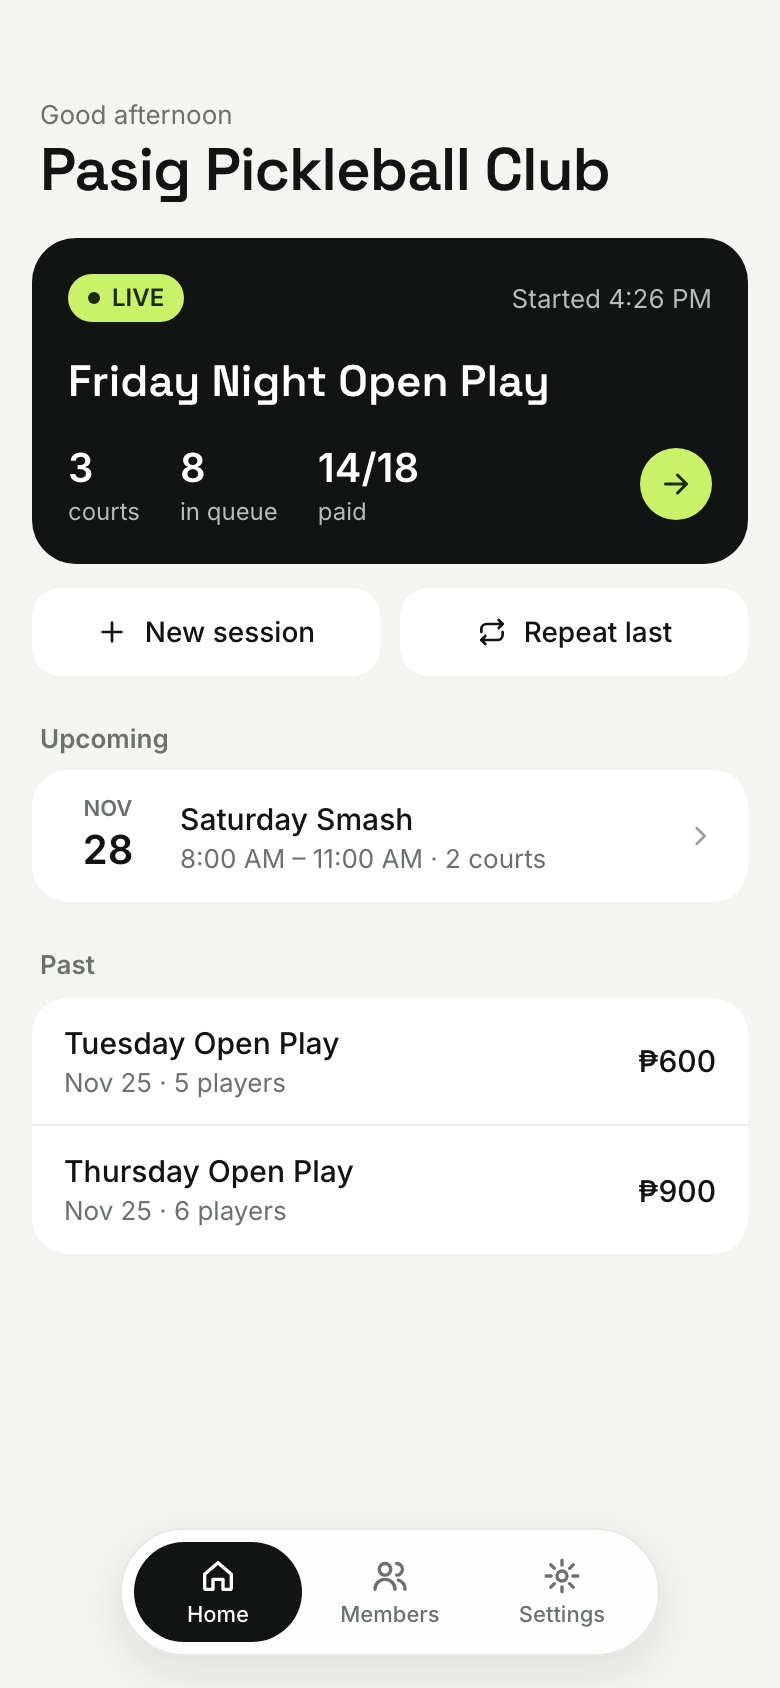 Good afternoon
Pasig Pickleball Club
LIVE
Started 4:26 PM
Friday Night Open Play
3
courts
8
in queue
14/18
paid
New session
Repeat last
Upcoming
NOV
28
Saturday Smash
8:00 AM – 11:00 AM · 2 courts
Past
Tuesday Open Play
Nov 25 · 5 players
₱600
Thursday Open Play
Nov 25 · 6 players
₱900
Home
Members
Settings